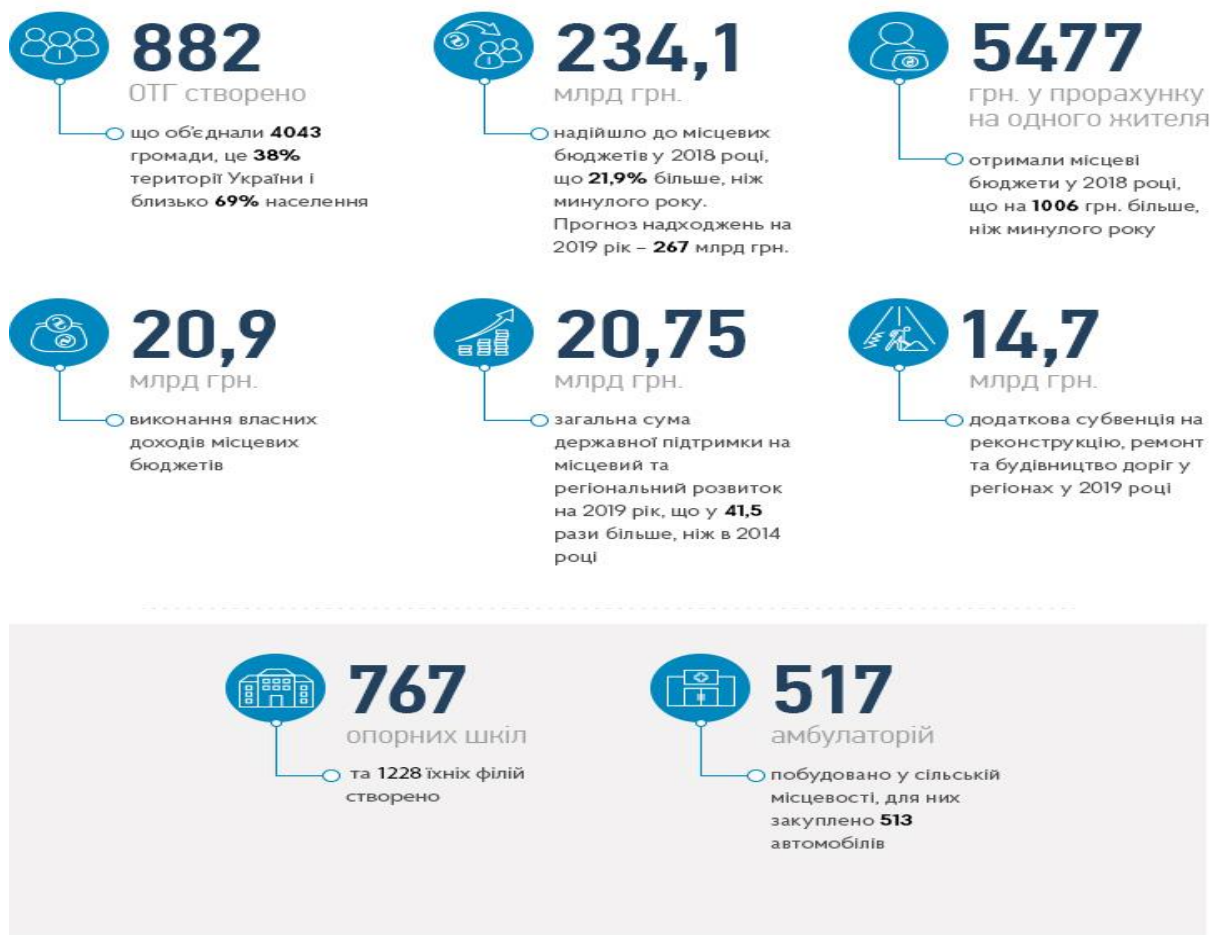 882
ОТГ створено
що об'єднали 4043
громади, це 38%
території України і
близько 69% населення
234,1
млрд грн.
надійшло до місцевих
бюджетів у 2018 році,
що 21,9% більше, ніж
минулого року.
Прогноз надходжень на
2019 рік – 267 млрд грн.
5477
грн. у прорахунку
на одного жителя
отримали місцеві
бюджети у 2018 році,
що на 1006 грн. більше,
ніж минулого року
20,9
млрд грн.
виконання власних
доходів місцевих
бюджетів
20,75
млрд грн.
загальна сума
державної підтримки на
місцевий та
регіональний розвиток
на 2019 рік, що у 41,5
рази більше, ніж в 2014
році
14,7
млрд грн.
додаткова субвенція на
реконструкцію, ремонт
та будівництво доріг у
регіонах у 2019 році
767
опорних шкіл
та 1228 їхніх філій
створено
517
амбулаторій
побудовано у сільській
місцевості, для них
закуплено 513
автомобілів